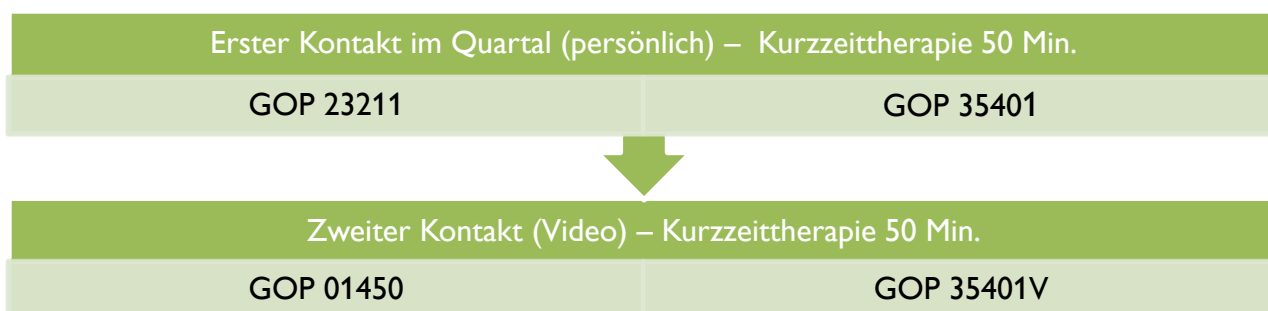 Erster Kontakt im Quartal (persönlich) – Kurzzeittherapie 50 Min.
GOP 23211 GOP 35401
Zweiter Kontakt (Video) – Kurzzeittherapie 50 Min.
GOP 01450 GOP 35401V